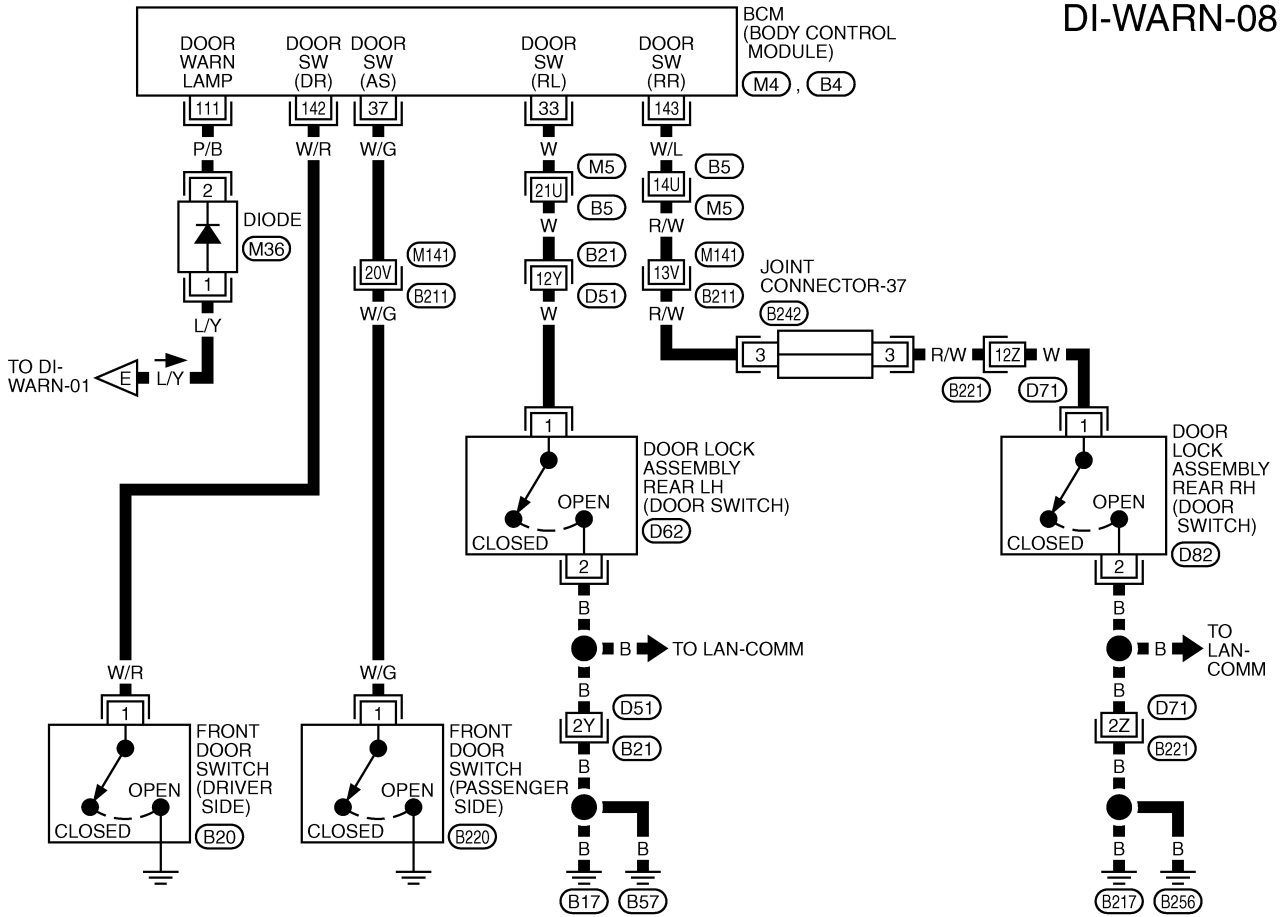 DI-WARN-08
BCM
(BODY CONTROL
MODULE)
M4 , B4
DOOR
WARN
LAMP
DOOR
SW
(DR)
DOOR
SW
(AS)
DOOR
SW
(RL)
DOOR
SW
(RR)
111
142
37
33
143
P/B
W/R
W/G
W
W/L
2
DIODE
M36
1
L/Y
TO DI-
WARN-01
E
L/Y
20V
M141
B211
W/G
21U
M5
B5
W
12Y
B21
D51
W
14U
B5
M5
R/W
13V
M141
B211
R/W
JOINT
CONNECTOR-37
B242
3
3
R/W
12Z
W
B221
D71
1
DOOR LOCK
ASSEMBLY
REAR LH
(DOOR SWITCH)
D62
OPEN
CLOSED
2
B
B
TO LAN-COMM
B
2Y
D51
B21
B
B
B
B17
B57
1
DOOR
LOCK
ASSEMBLY
REAR RH
(DOOR
SWITCH)
D82
OPEN
CLOSED
2
B
B
TO
LAN-
COMM
B
2Z
D71
B221
B
B
B
B217
B256
W/R
1
FRONT
DOOR
SWITCH
(DRIVER
SIDE)
B20
OPEN
CLOSED
W/G
1
FRONT
DOOR
SWITCH
(PASSENGER
SIDE)
B220
OPEN
CLOSED